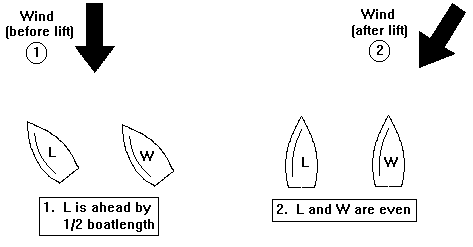 Wind
(before lift)
1
Wind
(after lift)
2
L
W
L
W
1. L is ahead by
1/2 boatlength
2. L and W are even